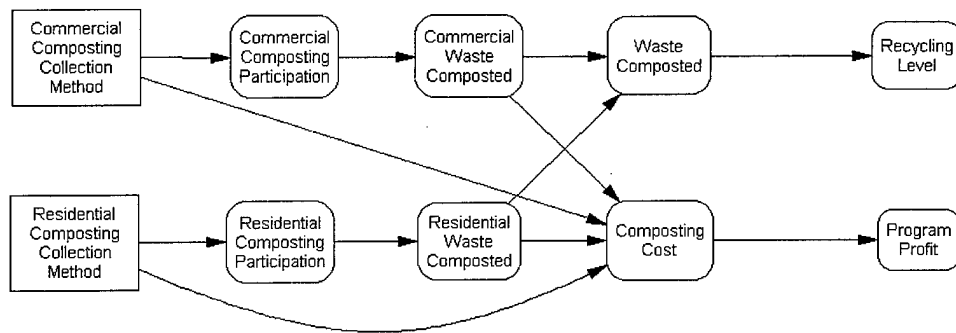 Commercial
Composting
Collection
Method
Commercial
Composting
Participation
Commercial
Waste
Composted
Waste
Composted
Recycling
Level
Residential
Composting
Collection
Method
Residential
Composting
Participation
Residential
Waste
Composted
Composting
Cost
Program
Profit